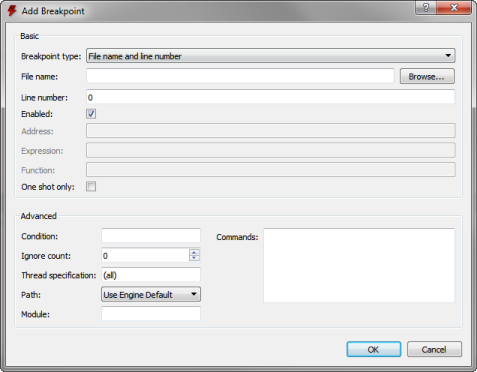 Add Breakpoint
?
Basic
Breakpoint type: File name and line number
File name: Browse...
Line number: 0
Enabled:
Address:
Expression:
Function:
One shot only:
Advanced
Condition: Commands:
Ignore count: 0
Thread specification: (all)
Path: Use Engine Default
Module:
OK Cancel